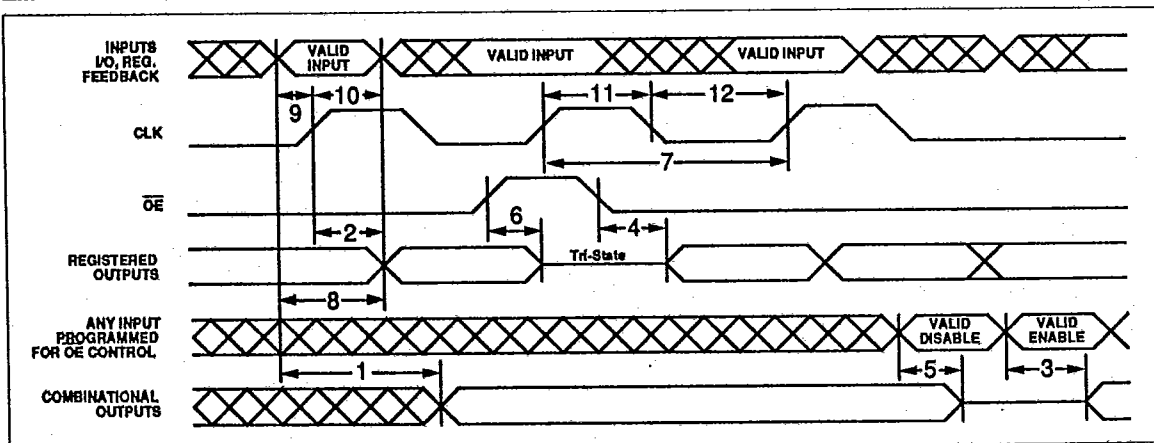 INPUTS
I/O, REG.
FEEDBACK
VALID
INPUT
VALID INPUT
VALID INPUT
9
10
11
12
CLK
7
OE
6
4
2
REGISTERED
OUTPUTS
Tri-State
8
ANY INPUT
PROGRAMMED
FOR OE CONTROL
VALID
DISABLE
VALID
ENABLE
1
5
3
COMBINATIONAL
OUTPUTS